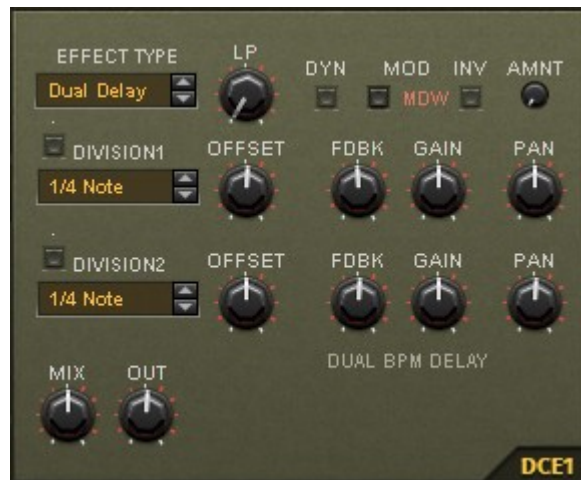 EFFECT TYPE LP DYN MOD INV AMNT
Dual Delay MDW
DIVISION1 OFFSET FDBK GAIN PAN
1/4 Note
DIVISION2 OFFSET FDBK GAIN PAN
1/4 Note
DUAL BPM DELAY
MIX OUT
DCE1